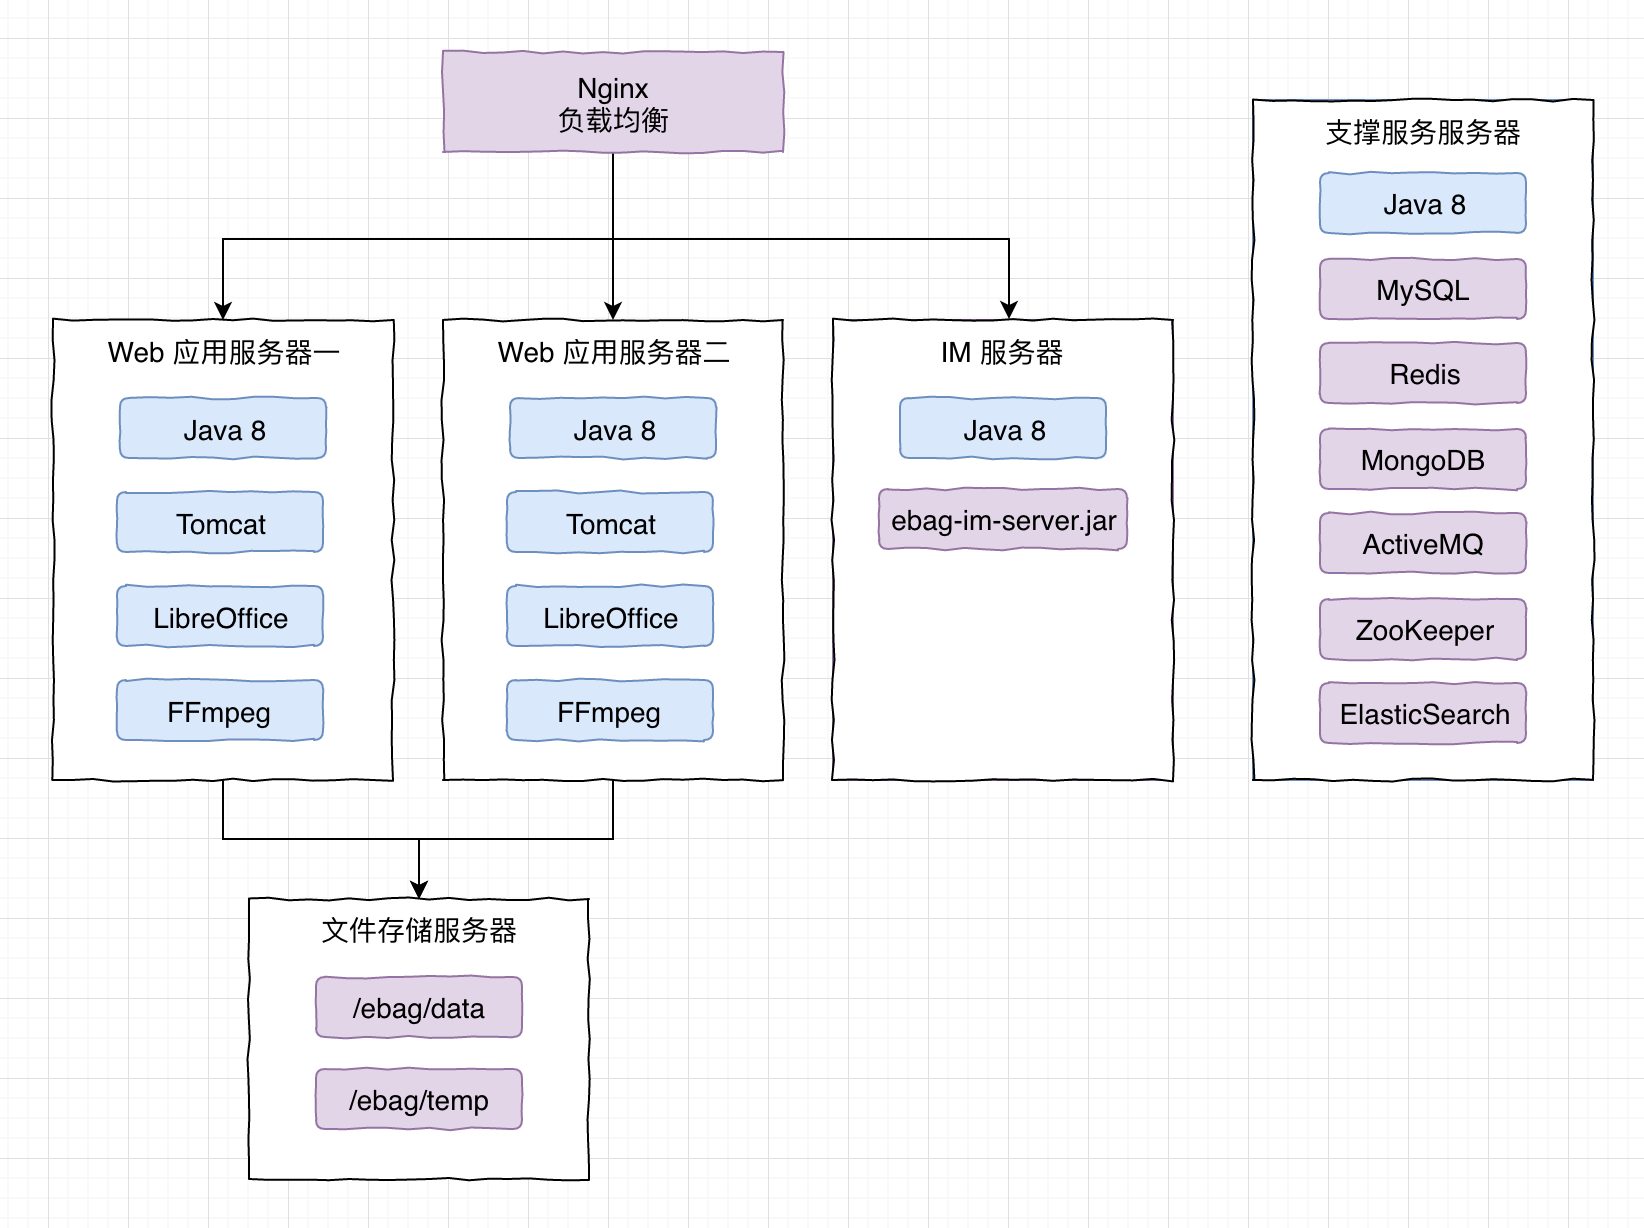 Nginx
负载均衡
Web 应用服务器一
Java 8
Tomcat
LibreOffice
FFmpeg
Web 应用服务器二
Java 8
Tomcat
LibreOffice
FFmpeg
IM 服务器
Java 8
ebag-im-server.jar
支撑服务服务器
Java 8
MySQL
Redis
MongoDB
ActiveMQ
ZooKeeper
ElasticSearch
文件存储服务器
/ebag/data
/ebag/temp